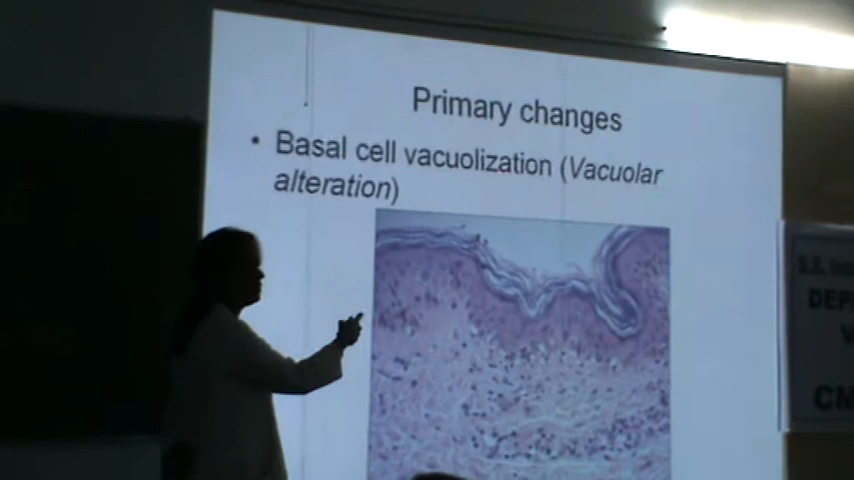 Primary changes
• Basal cell vacuolization (Vacuolar
alteration)
S.S.